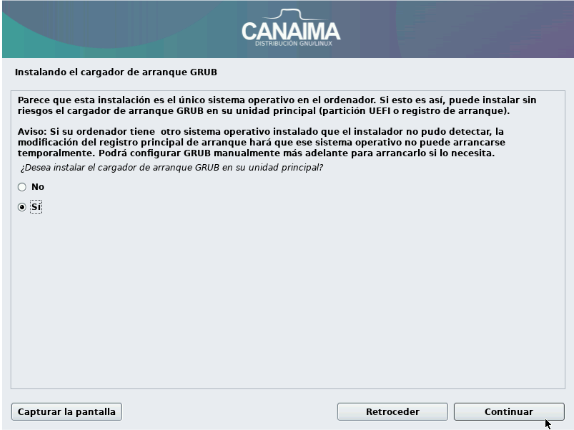 CANAIMA
DISTRIBUCIÓN GNU/LINUX
Instalando el cargador de arranque GRUB
Parece que esta instalación es el único sistema operativo en el ordenador. Si esto es así, puede instalar sin
riesgos el cargador de arranque GRUB en su unidad principal (partición UEFI o registro de arranque).
Aviso: Si su ordenador tiene  otro sistema operativo instalado que el instalador no pudo detectar, la
modificación del registro principal de arranque hará que ese sistema operativo no puede arrancarse
temporalmente. Podrá configurar GRUB manualmente más adelante para arrancarlo si lo necesita.
¿Desea instalar el cargador de arranque GRUB en su unidad principal?
No
Sí
Capturar la pantalla
Retroceder
Continuar